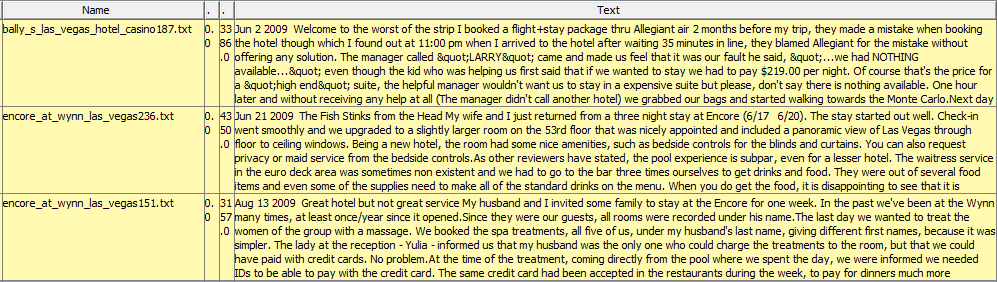 Name . . Text
bally_s_las_vegas_hotel_casino187.txt 0. 33 Jun 2 2009  Welcome to the worst of the strip I booked a flight+stay package thru Allegiant air 2 months before my trip, they made a mistake when booking
0 86 the hotel though which I found out at 11:00 pm when I arrived to the hotel after waiting 35 minutes in line, they blamed Allegiant for the mistake without
.0 offering any solution. The manager called &quot;LARRY&quot; came and made us feel that it was our fault he said, &quot;...we had NOTHING
available...&quot; even though the kid who was helping us first said that if we wanted to stay we had to pay $219.00 per night. Of course that's the price for
a &quot;high end&quot; suite, the helpful manager wouldn't want us to stay in a expensive suite but please, don't say there is nothing available. One hour
later and without receiving any help at all (The manager didn't call another hotel) we grabbed our bags and started walking towards the Monte Carlo.Next day
encore_at_wynn_las_vegas236.txt 0. 43 Jun 21 2009  The Fish Stinks from the Head My wife and I just returned from a three night stay at Encore (6/17   6/20). The stay started out well. Check-in
0 50 went smoothly and we upgraded to a slightly larger room on the 53rd floor that was nicely appointed and included a panoramic view of Las Vegas through
.0 floor to ceiling windows. Being a new hotel, the room had some nice amenities, such as bedside controls for the blinds and curtains. You can also request
privacy or maid service from the bedside controls.As other reviewers have stated, the pool experience is subpar, even for a lesser hotel. The waitress service
in the euro deck area was sometimes non existent and we had to go to the bar three times ourselves to get drinks and food. They were out of several food
items and even some of the supplies need to make all of the standard drinks on the menu. When you do get the food, it is disappointing to see that it is
encore_at_wynn_las_vegas151.txt 0. 31 Aug 13 2009  Great hotel but not great service My husband and I invited some family to stay at the Encore for one week. In the past we've been at the Wynn
0 57 many times, at least once/year since it opened.Since they were our guests, all rooms were recorded under his name.The last day we wanted to treat the
.0 women of the group with a massage. We booked the spa treatments, all five of us, under my husband's last name, giving different first names, because it was
simpler. The lady at the reception - Yulia - informed us that my husband was the only one who could charge the treatments to the room, but that we could
have paid with credit cards. No problem.At the time of the treatment, coming directly from the pool where we spent the day, we were informed we needed
IDs to be able to pay with the credit card. The same credit card had been accepted in the restaurants during the week, to pay for dinners much more